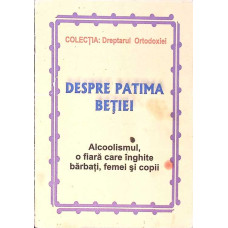 COLECȚIA: Dreptarul Ortodoxiei
DESPRE PATIMA
BEȚIEI
Alcoolismul,
o fiară care înghite
bărbați, femei și copii